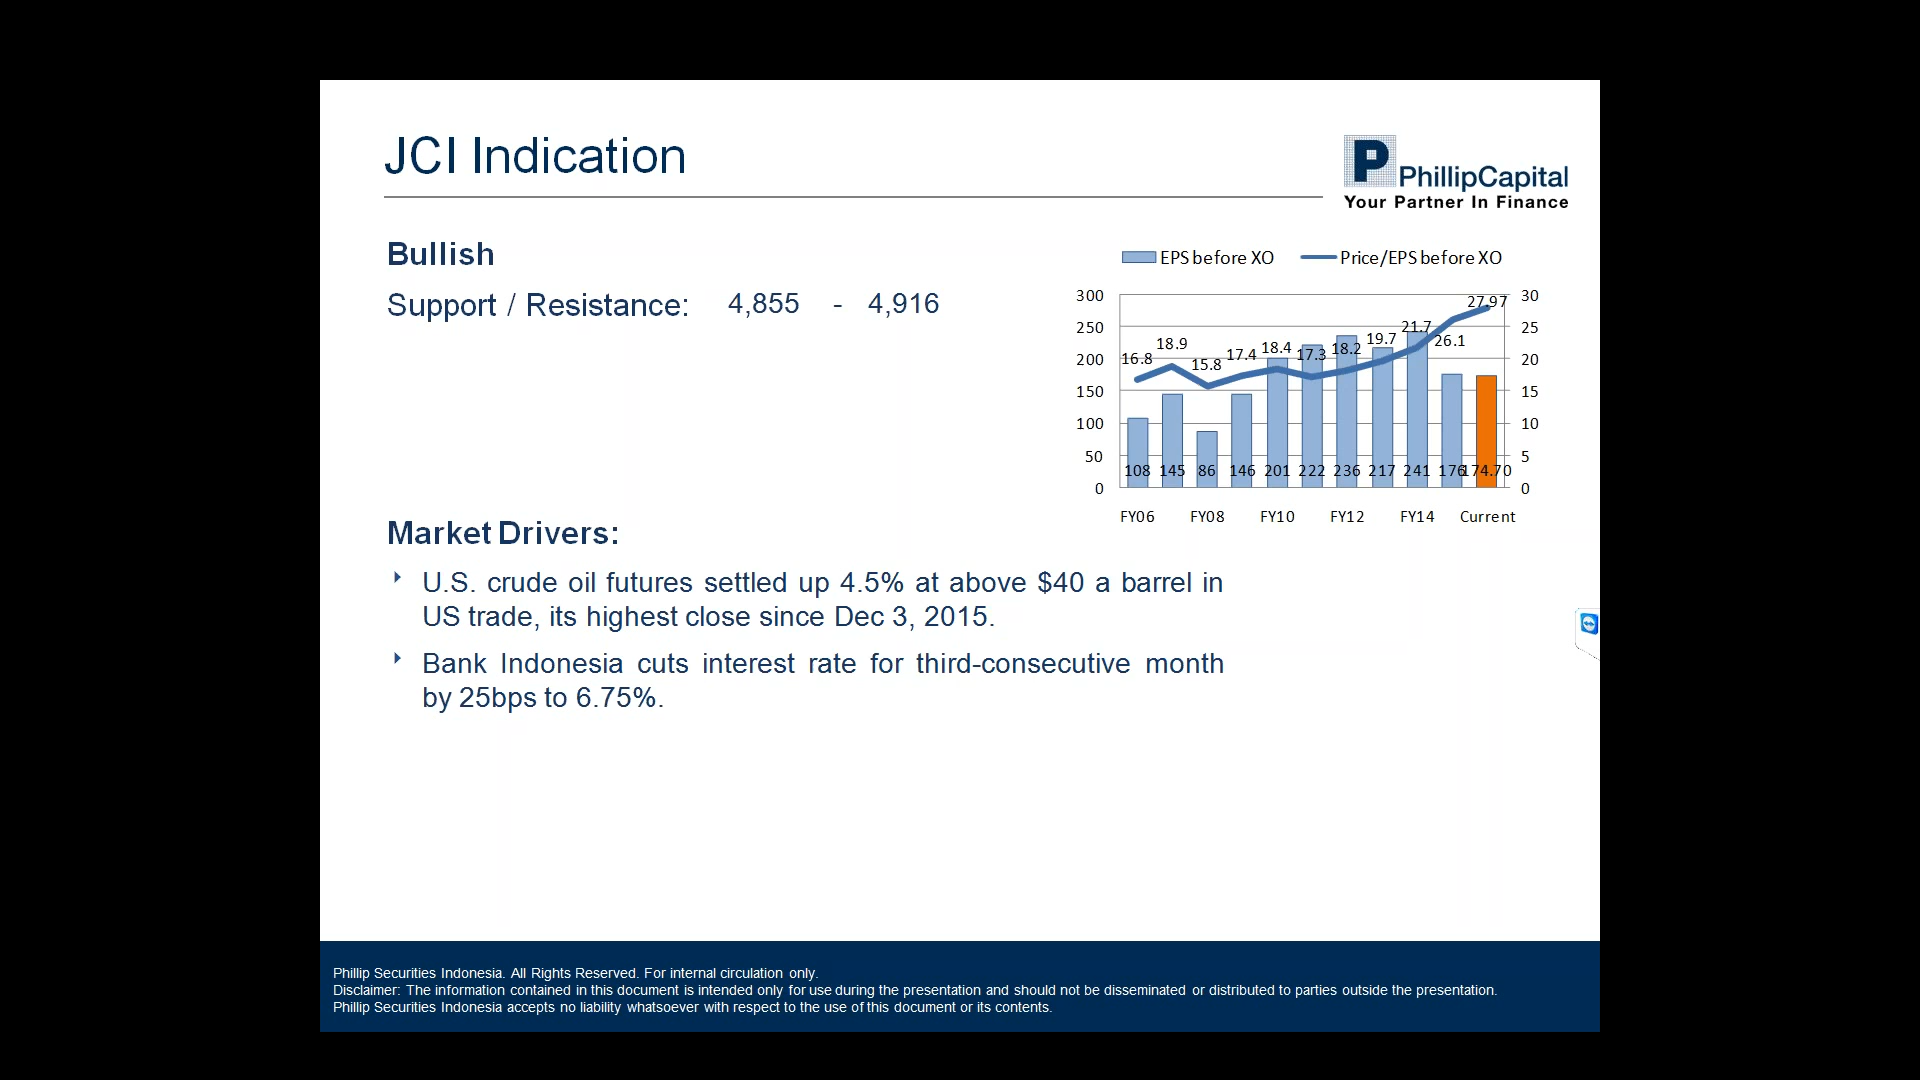 JCI Indication
P
PhillipCapital
Your Partner In Finance
Bullish
Support / Resistance: 4,855 - 4,916
EPS before XO Price/EPS before XO
300 30
250 25
200 20
150 15
100 10
50 5
0 0
16.8 18.9 15.8 17.4 18.4 17.3 18.2 19.7 21.7 26.1 27.97
108 145 86 146 201 222 236 217 241 176 174.70
FY06 FY08 FY10 FY12 FY14 Current
Market Drivers:
U.S. crude oil futures settled up 4.5% at above $40 a barrel in
US trade, its highest close since Dec 3, 2015.
Bank Indonesia cuts interest rate for third-consecutive month
by 25bps to 6.75%.
Phillip Securities Indonesia. All Rights Reserved. For internal circulation only.
Disclaimer: The information contained in this document is intended only for use during the presentation and should not be disseminated or distributed to parties outside the presentation.
Phillip Securities Indonesia accepts no liability whatsoever with respect to the use of this document or its contents.